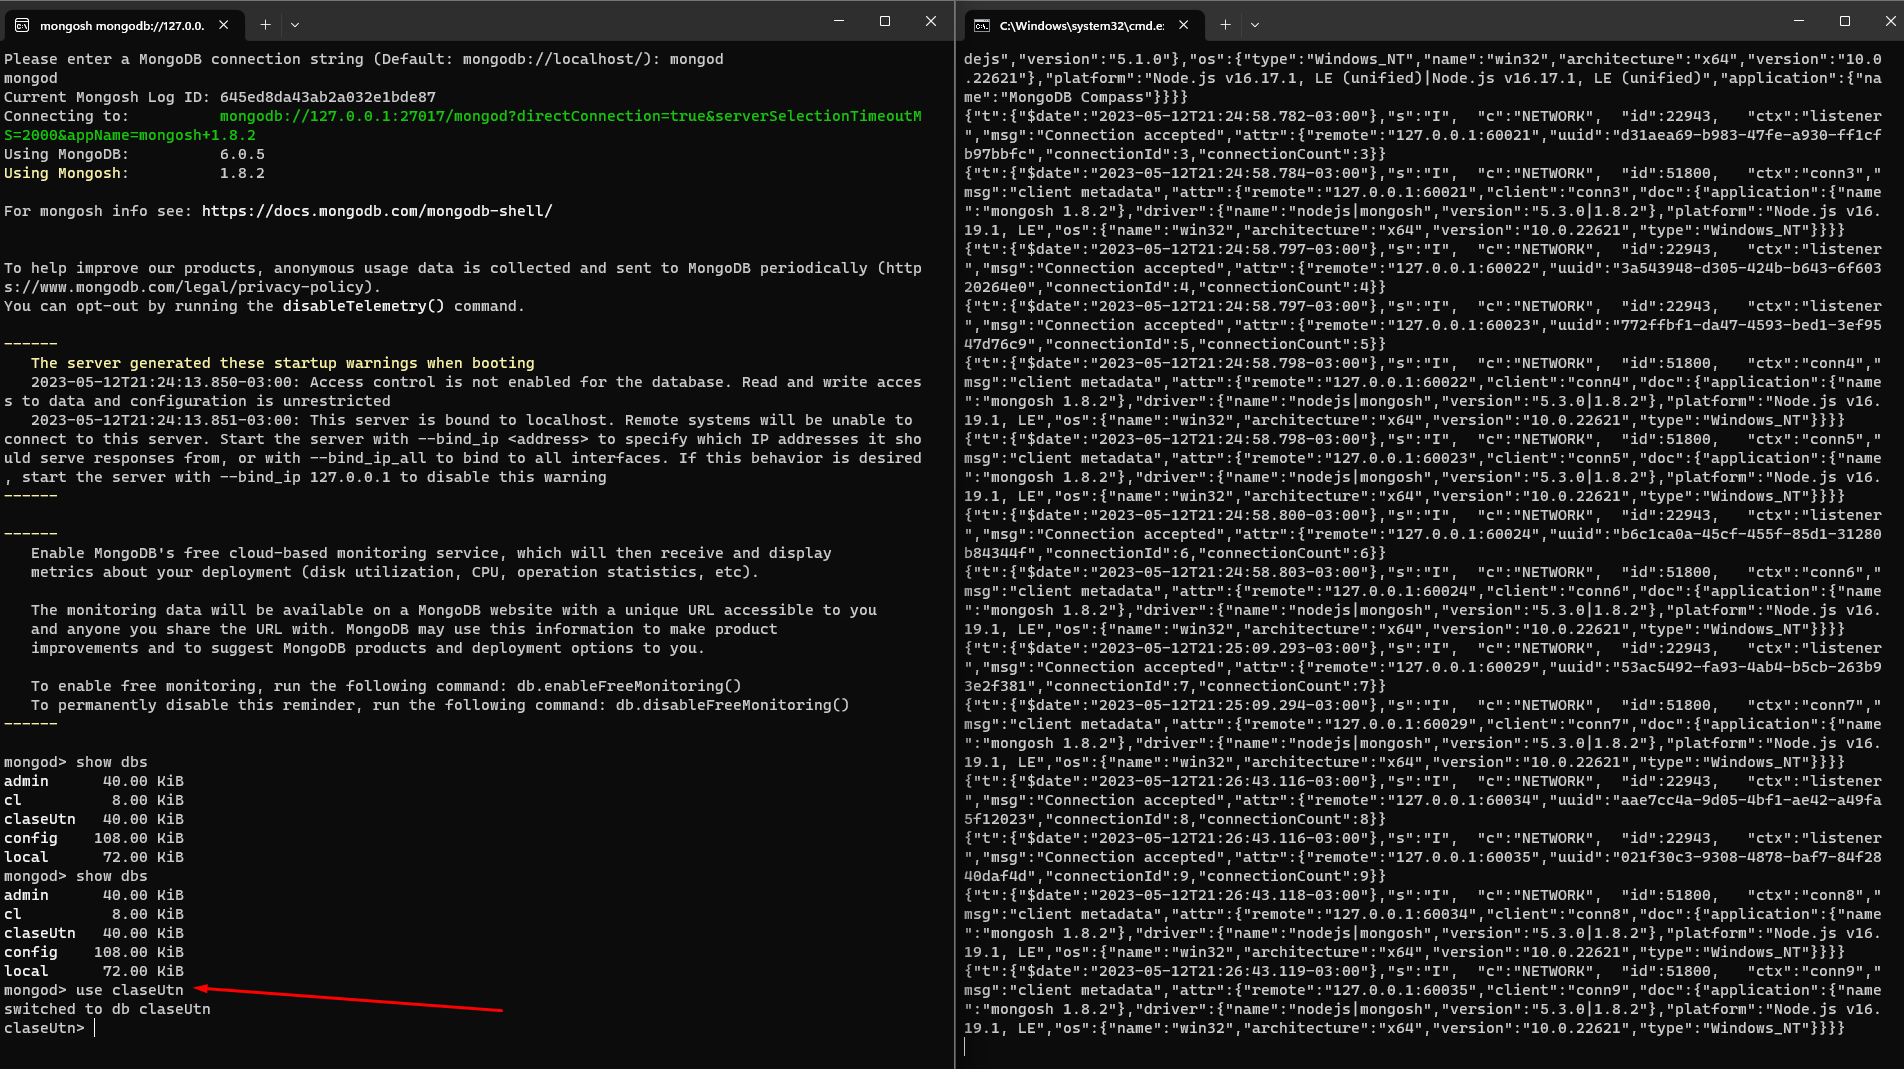 mongosh mongodb://127.0.0.
Please enter a MongoDB connection string (Default: mongodb://localhost/): mongod
mongod
Current Mongosh Log ID: 645ed8da43ab2a032e1bde87
Connecting to:          mongodb://127.0.0.1:27017/mongod?directConnection=true&serverSelectionTimeoutM
S=2000&appName=mongosh+1.8.2
Using MongoDB:          6.0.5
Using Mongosh:          1.8.2
For mongosh info see: https://docs.mongodb.com/mongodb-shell/
To help improve our products, anonymous usage data is collected and sent to MongoDB periodically (http
s://www.mongodb.com/legal/privacy-policy).
You can opt-out by running the disableTelemetry() command.
------
   The server generated these startup warnings when booting
   2023-05-12T21:24:13.850-03:00: Access control is not enabled for the database. Read and write acces
s to data and configuration is unrestricted
   2023-05-12T21:24:13.851-03:00: This server is bound to localhost. Remote systems will be unable to
connect to this server. Start the server with --bind_ip <address> to specify which IP addresses it sho
uld serve responses from, or with --bind_ip_all to bind to all interfaces. If this behavior is desired
, start the server with --bind_ip 127.0.0.1 to disable this warning
------
------
   Enable MongoDB's free cloud-based monitoring service, which will then receive and display
   metrics about your deployment (disk utilization, CPU, operation statistics, etc).
   The monitoring data will be available on a MongoDB website with a unique URL accessible to you
   and anyone you share the URL with. MongoDB may use this information to make product
   improvements and to suggest MongoDB products and deployment options to you.
   To enable free monitoring, run the following command: db.enableFreeMonitoring()
   To permanently disable this reminder, run the following command: db.disableFreeMonitoring()
------
mongod> show dbs
admin      40.00 KiB
cl          8.00 KiB
claseUtn   40.00 KiB
config    108.00 KiB
local      72.00 KiB
mongod> show dbs
admin      40.00 KiB
cl          8.00 KiB
claseUtn   40.00 KiB
config    108.00 KiB
local      72.00 KiB
mongod> use claseUtn
switched to db claseUtn
claseUtn>
C:\Windows\system32\cmd.e
dejs","version":"5.1.0"},"os":{"type":"Windows_NT","name":"win32","architecture":"x64","version":"10.0
.22621"},"platform":"Node.js v16.17.1, LE (unified)|Node.js v16.17.1, LE (unified)","application":{"na
me":"MongoDB Compass"}}}}
{"t":{"$date":"2023-05-12T21:24:58.782-03:00"},"s":"I",  "c":"NETWORK",  "id":22943,   "ctx":"listener
","msg":"Connection accepted","attr":{"remote":"127.0.0.1:60021","uuid":"d31aea69-b983-47fe-a930-ff1cf
b97bbfc","connectionId":3,"connectionCount":3}}
{"t":{"$date":"2023-05-12T21:24:58.784-03:00"},"s":"I",  "c":"NETWORK",  "id":51800,   "ctx":"conn3","
msg":"client metadata","attr":{"remote":"127.0.0.1:60021","client":"conn3","doc":{"application":{"name
":"mongosh 1.8.2"},"driver":{"name":"nodejs|mongosh","version":"5.3.0|1.8.2"},"platform":"Node.js v16.
19.1, LE","os":{"name":"win32","architecture":"x64","version":"10.0.22621","type":"Windows_NT"}}}}
{"t":{"$date":"2023-05-12T21:24:58.797-03:00"},"s":"I",  "c":"NETWORK",  "id":22943,   "ctx":"listener
","msg":"Connection accepted","attr":{"remote":"127.0.0.1:60022","uuid":"3a543948-d305-424b-b643-6f603
20264e0","connectionId":4,"connectionCount":4}}
{"t":{"$date":"2023-05-12T21:24:58.797-03:00"},"s":"I",  "c":"NETWORK",  "id":22943,   "ctx":"listener
","msg":"Connection accepted","attr":{"remote":"127.0.0.1:60023","uuid":"772ffbf1-da47-4593-bed1-3ef95
47d76c9","connectionId":5,"connectionCount":5}}
{"t":{"$date":"2023-05-12T21:24:58.798-03:00"},"s":"I",  "c":"NETWORK",  "id":51800,   "ctx":"conn4","
msg":"client metadata","attr":{"remote":"127.0.0.1:60022","client":"conn4","doc":{"application":{"name
":"mongosh 1.8.2"},"driver":{"name":"nodejs|mongosh","version":"5.3.0|1.8.2"},"platform":"Node.js v16.
19.1, LE","os":{"name":"win32","architecture":"x64","version":"10.0.22621","type":"Windows_NT"}}}}
{"t":{"$date":"2023-05-12T21:24:58.798-03:00"},"s":"I",  "c":"NETWORK",  "id":51800,   "ctx":"conn5","
msg":"client metadata","attr":{"remote":"127.0.0.1:60023","client":"conn5","doc":{"application":{"name
":"mongosh 1.8.2"},"driver":{"name":"nodejs|mongosh","version":"5.3.0|1.8.2"},"platform":"Node.js v16.
19.1, LE","os":{"name":"win32","architecture":"x64","version":"10.0.22621","type":"Windows_NT"}}}}
{"t":{"$date":"2023-05-12T21:24:58.800-03:00"},"s":"I",  "c":"NETWORK",  "id":22943,   "ctx":"listener
","msg":"Connection accepted","attr":{"remote":"127.0.0.1:60024","uuid":"b6c1ca0a-45cf-455f-85d1-31280
b84344f","connectionId":6,"connectionCount":6}}
{"t":{"$date":"2023-05-12T21:24:58.803-03:00"},"s":"I",  "c":"NETWORK",  "id":51800,   "ctx":"conn6","
msg":"client metadata","attr":{"remote":"127.0.0.1:60024","client":"conn6","doc":{"application":{"name
":"mongosh 1.8.2"},"driver":{"name":"nodejs|mongosh","version":"5.3.0|1.8.2"},"platform":"Node.js v16.
19.1, LE","os":{"name":"win32","architecture":"x64","version":"10.0.22621","type":"Windows_NT"}}}}
{"t":{"$date":"2023-05-12T21:25:09.293-03:00"},"s":"I",  "c":"NETWORK",  "id":22943,   "ctx":"listener
","msg":"Connection accepted","attr":{"remote":"127.0.0.1:60029","uuid":"53ac5492-fa93-4ab4-b5cb-263b9
3e2f381","connectionId":7,"connectionCount":7}}
{"t":{"$date":"2023-05-12T21:25:09.294-03:00"},"s":"I",  "c":"NETWORK",  "id":51800,   "ctx":"conn7","
msg":"client metadata","attr":{"remote":"127.0.0.1:60029","client":"conn7","doc":{"application":{"name
":"mongosh 1.8.2"},"driver":{"name":"nodejs|mongosh","version":"5.3.0|1.8.2"},"platform":"Node.js v16.
19.1, LE","os":{"name":"win32","architecture":"x64","version":"10.0.22621","type":"Windows_NT"}}}}
{"t":{"$date":"2023-05-12T21:26:43.116-03:00"},"s":"I",  "c":"NETWORK",  "id":22943,   "ctx":"listener
","msg":"Connection accepted","attr":{"remote":"127.0.0.1:60034","uuid":"aae7cc4a-9d05-4bf1-ae42-a49fa
5f12023","connectionId":8,"connectionCount":8}}
{"t":{"$date":"2023-05-12T21:26:43.116-03:00"},"s":"I",  "c":"NETWORK",  "id":22943,   "ctx":"listener
","msg":"Connection accepted","attr":{"remote":"127.0.0.1:60035","uuid":"021f30c3-9308-4878-baf7-84f28
40daf4d","connectionId":9,"connectionCount":9}}
{"t":{"$date":"2023-05-12T21:26:43.118-03:00"},"s":"I",  "c":"NETWORK",  "id":51800,   "ctx":"conn8","
msg":"client metadata","attr":{"remote":"127.0.0.1:60034","client":"conn8","doc":{"application":{"name
":"mongosh 1.8.2"},"driver":{"name":"nodejs|mongosh","version":"5.3.0|1.8.2"},"platform":"Node.js v16.
19.1, LE","os":{"name":"win32","architecture":"x64","version":"10.0.22621","type":"Windows_NT"}}}}
{"t":{"$date":"2023-05-12T21:26:43.119-03:00"},"s":"I",  "c":"NETWORK",  "id":51800,   "ctx":"conn9","
msg":"client metadata","attr":{"remote":"127.0.0.1:60035","client":"conn9","doc":{"application":{"name
":"mongosh 1.8.2"},"driver":{"name":"nodejs|mongosh","version":"5.3.0|1.8.2"},"platform":"Node.js v16.
19.1, LE","os":{"name":"win32","architecture":"x64","version":"10.0.22621","type":"Windows_NT"}}}}